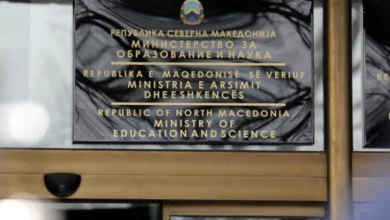 РЕПУБЛИКА СЕВЕРНА МАКЕДОНИЈА
МИНИСТЕРСТВО ЗА
ОБРАЗОВАНИЕ И НАУКА
REPUBLIKA E MAQEDONISË SË VERIUT
MINISTRIA E ARSIMIT
DHE E SHKENCËS
REPUBLIC OF NORTH MACEDONIA
MINISTRY OF
EDUCATION AND SCIENCE